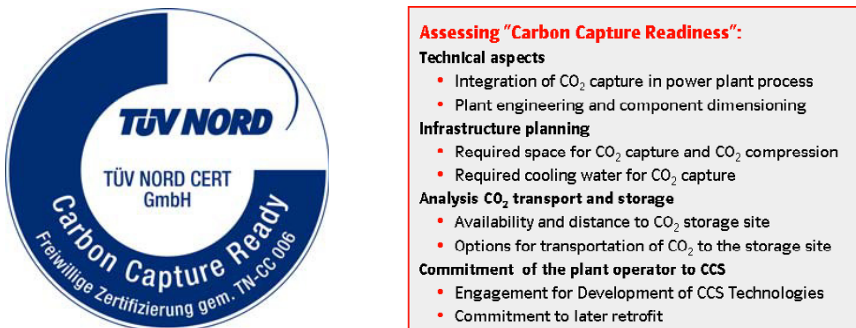 TÜV NORD
TÜV NORD CERT
GmbH
Carbon Capture Ready
Freiwillige Zertifizierung gem. TN-CC 006
Assessing "Carbon Capture Readiness":
Technical aspects
• Integration of CO₂ capture in power plant process
• Plant engineering and component dimensioning
Infrastructure planning
• Required space for CO₂ capture and CO₂ compression
• Required cooling water for CO₂ capture
Analysis CO₂ transport and storage
• Availability and distance to CO₂ storage site
• Options for transportation of CO₂ to the storage site
Commitment of the plant operator to CCS
• Engagement for Development of CCS Technologies
• Commitment to later retrofit